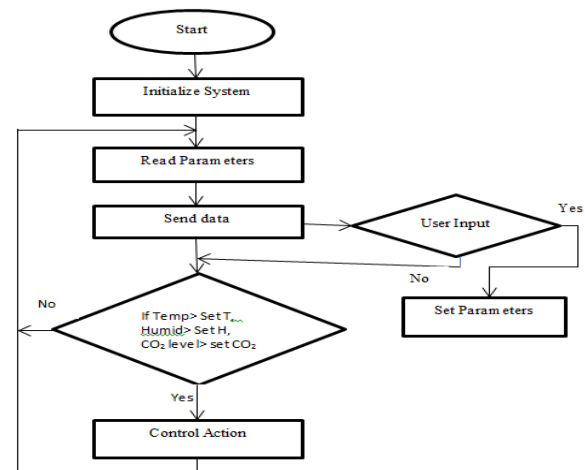 Start
Initialize System
Read Parameters
Send data
User Input
Yes
No
Set Parameters
No
If Temp> Set T,
Humid> Set H,
CO₂ level> set CO₂
Yes
Control Action